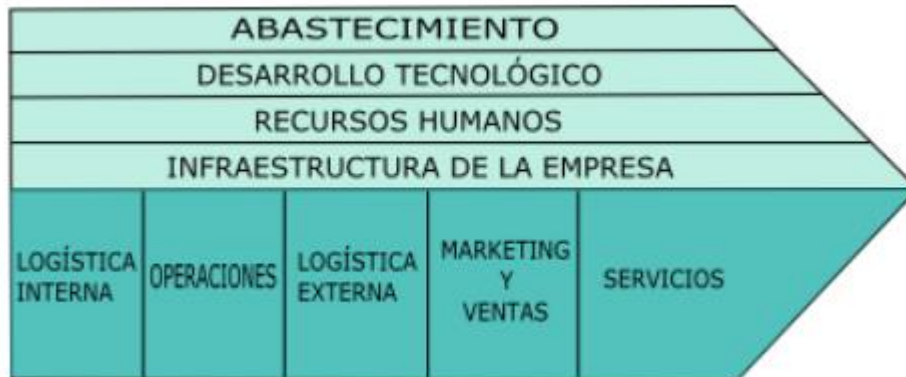 ABASTECIMIENTO
DESARROLLO TECNOLÓGICO
RECURSOS HUMANOS
INFRAESTRUCTURA DE LA EMPRESA
LOGÍSTICA
INTERNA
OPERACIONES
LOGÍSTICA
EXTERNA
MARKETING
Y
VENTAS
SERVICIOS